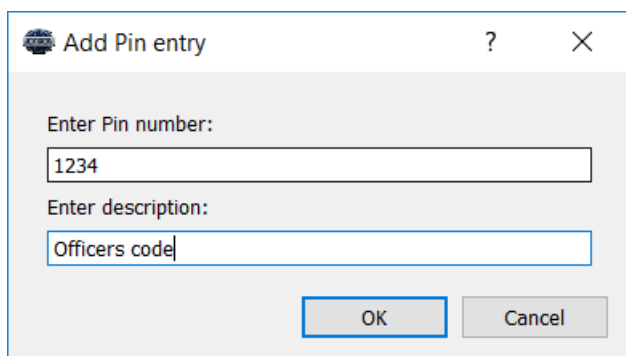 Add Pin entry ?
Enter Pin number:
1234
Enter description:
Officers code
OK Cancel